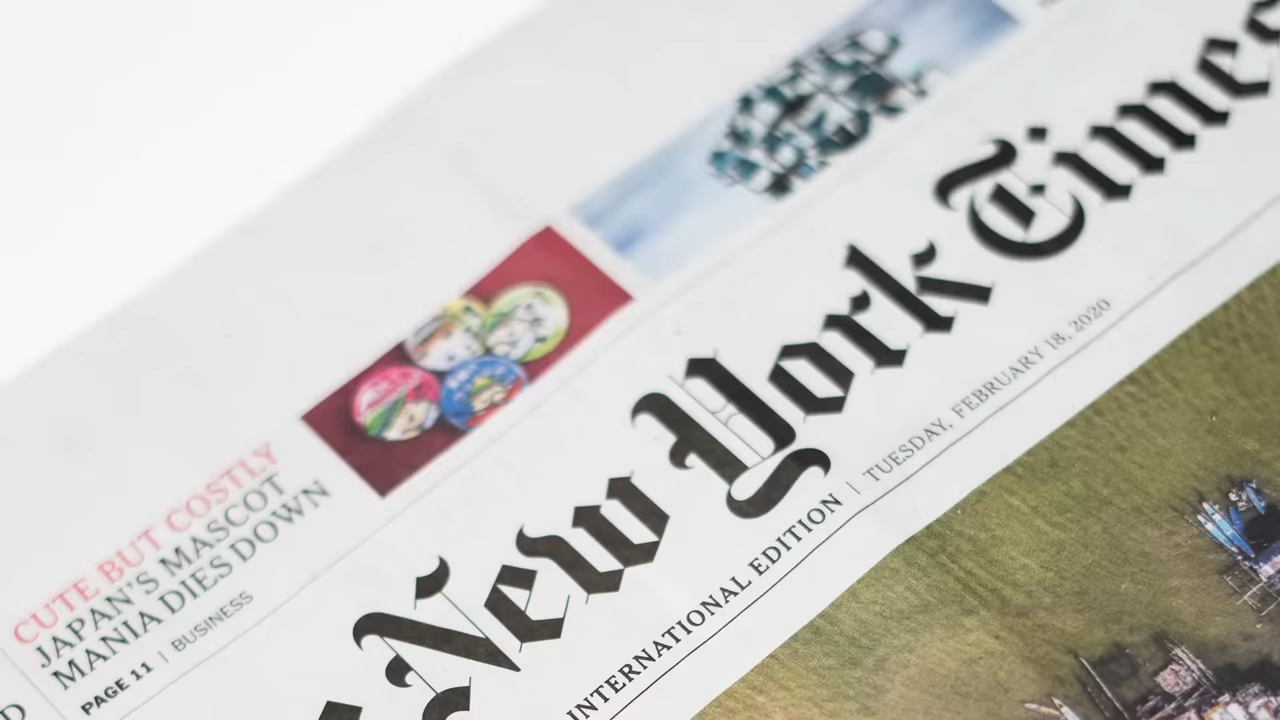 CUTE BUT COSTLY
JAPAN'S MASCOT
MANIA DIES DOWN
PAGE 11 | BUSINESS
New York Times
INTERNATIONAL EDITION | TUESDAY, FEBRUARY 18, 2020